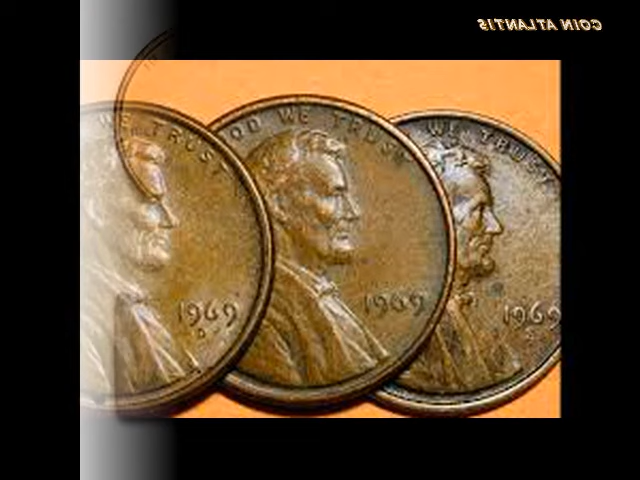 COIN ATLANTIS
WE TRUST
OD WE TRUST
WE TRUST
1969
D
1969
1969